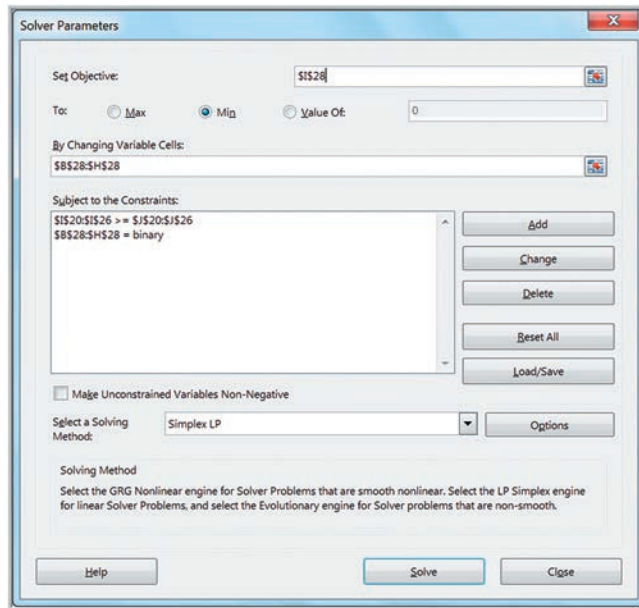 Solver Parameters
X
Set Objective: $I$28
To: Max Min Value Of: 0
By Changing Variable Cells:
$B$28:$H$28
Subject to the Constraints:
$I$20:$I$26 >= $J$20:$J$26
$B$28:$H$28 = binary
Add
Change
Delete
Reset All
Load/Save
Make Unconstrained Variables Non-Negative
Select a Solving Method: Simplex LP Options
Solving Method
Select the GRG Nonlinear engine for Solver Problems that are smooth nonlinear. Select the LP Simplex engine
for linear Solver Problems, and select the Evolutionary engine for Solver problems that are non-smooth.
Help Solve Close